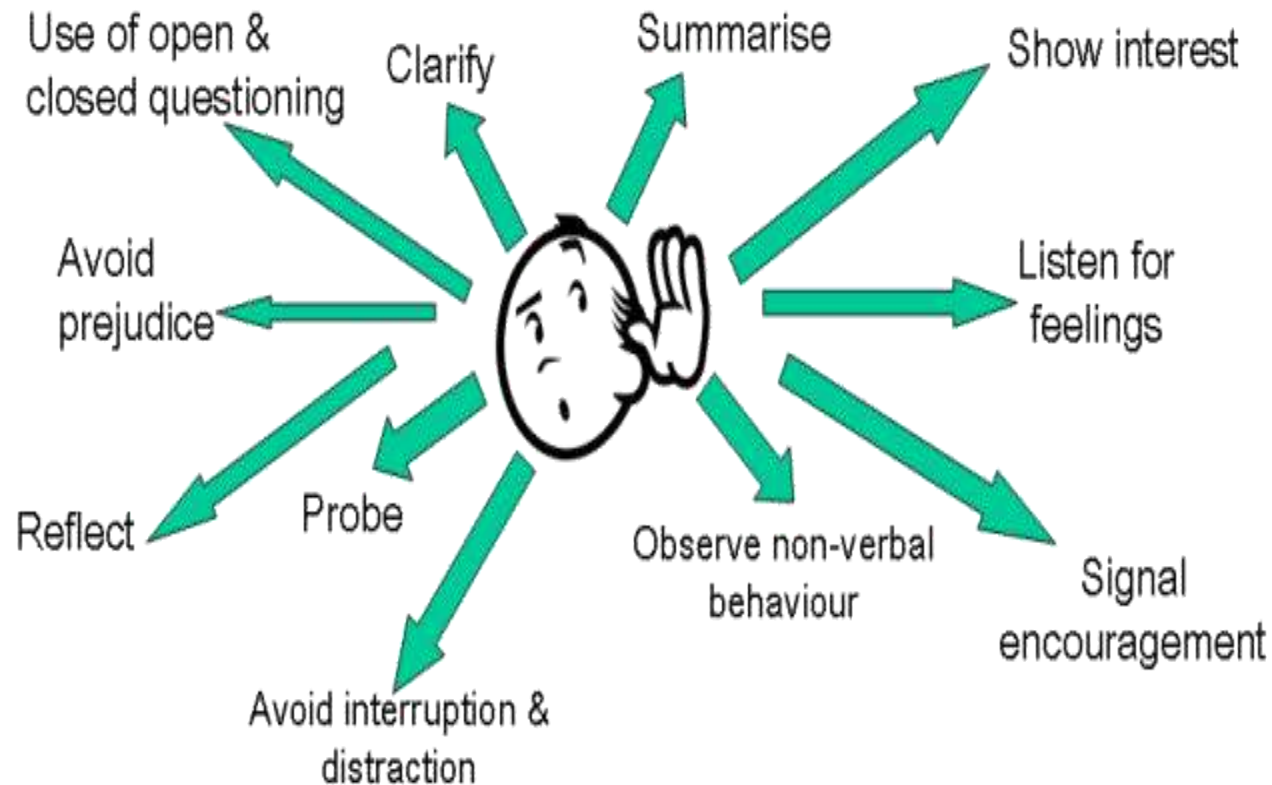 Use of open &
closed questioning
Clarify
Summarise
Show interest
Avoid
prejudice
Listen for
feelings
Reflect
Probe
Observe non-verbal
behaviour
Signal
encouragement
Avoid interruption &
distraction